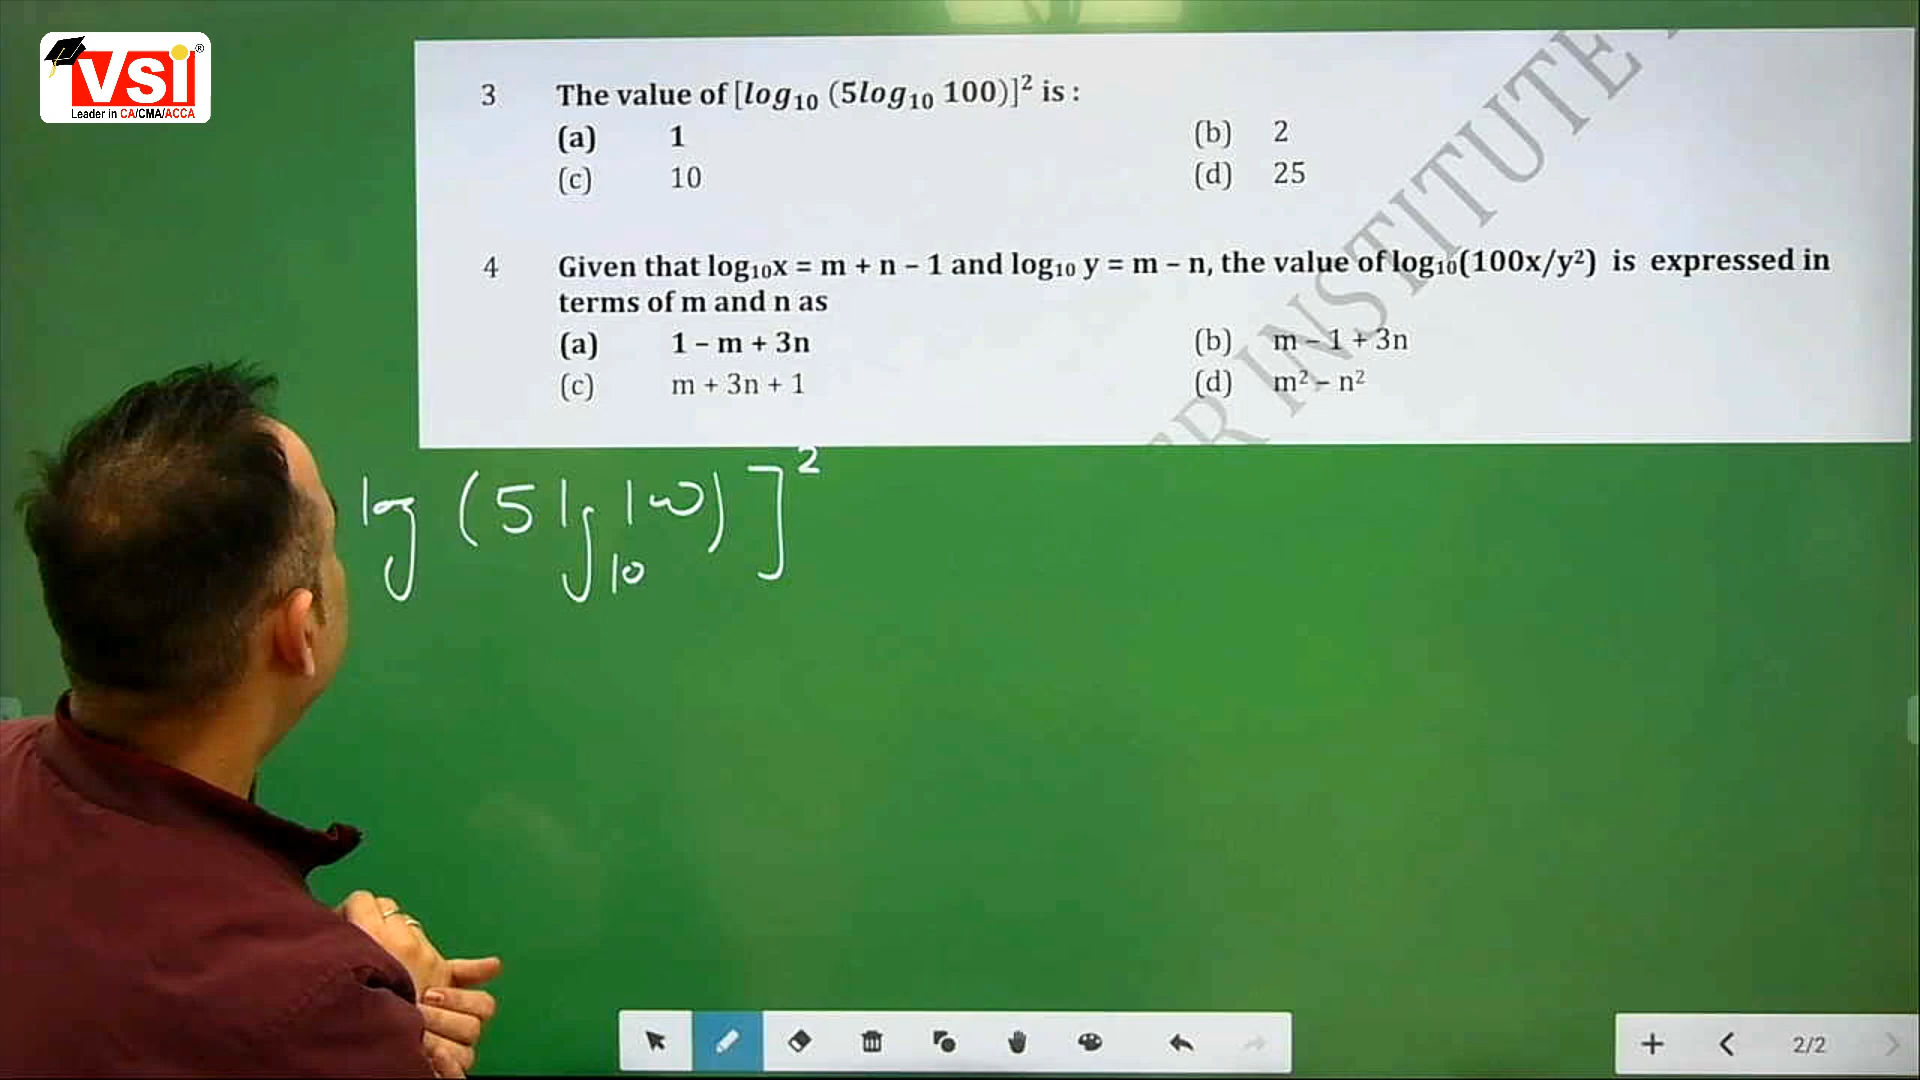 VSI®
Leader in CA/CMA/ACCA
3 The value of [log₁₀ (5log₁₀ 100)]² is :
(a) 1 (b) 2
(c) 10 (d) 25
4 Given that log₁₀x = m + n – 1 and log₁₀ y = m – n, the value of log₁₀(100x/y²) is expressed in
terms of m and n as
(a) 1 – m + 3n (b) m – 1 + 3n
(c) m + 3n + 1 (d) m² – n²
INSTITUTE
log (5 log₁₀ 100) ]²
2/2